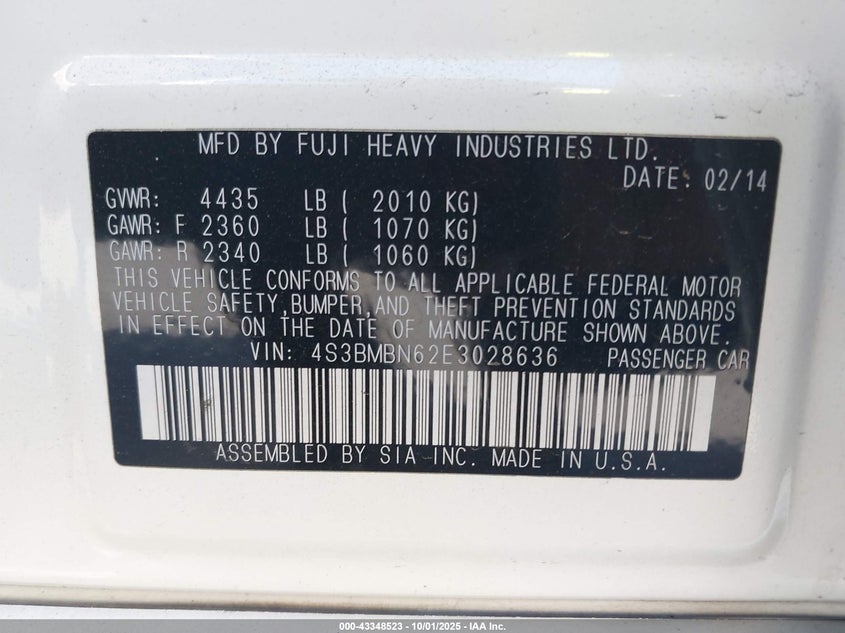 MFD BY FUJI HEAVY INDUSTRIES LTD.
DATE: 02/14
GVWR: 4435 LB ( 2010 KG)
GAWR: F 2360 LB ( 1070 KG)
GAWR: R 2340 LB ( 1060 KG)
THIS VEHICLE CONFORMS TO ALL APPLICABLE FEDERAL MOTOR
VEHICLE SAFETY,BUMPER,AND THEFT PREVENTION STANDARDS
IN EFFECT ON THE DATE OF MANUFACTURE SHOWN ABOVE.
VIN: 4S3BMBN62E3028636 PASSENGER CAR
ASSEMBLED BY SIA INC. MADE IN U.S.A.
000-43348523 - 10/01/2025 - IAA Inc.